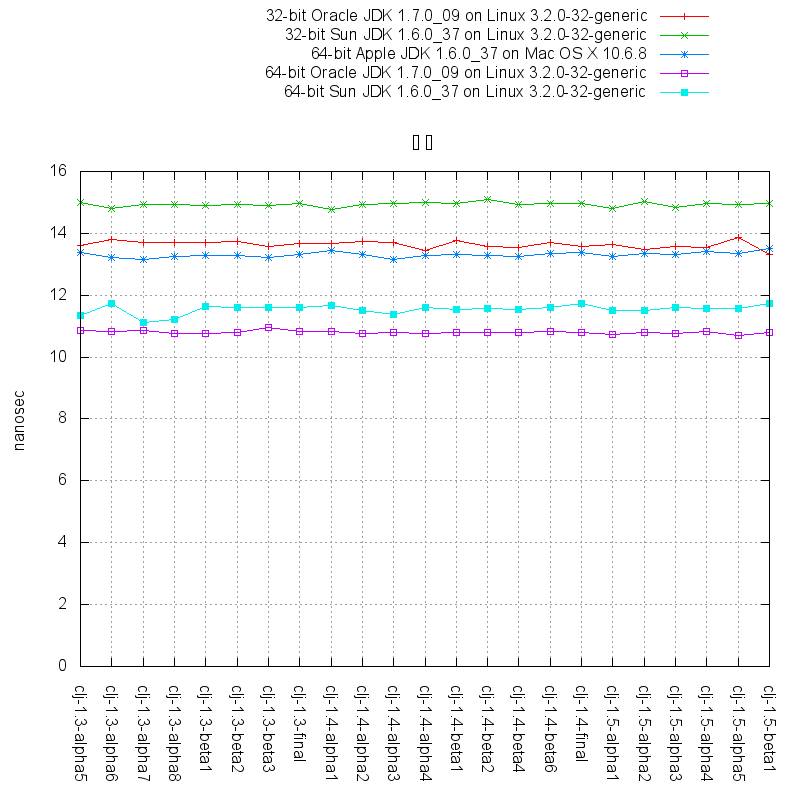 32-bit Oracle JDK 1.7.0_09 on Linux 3.2.0-32-generic
32-bit Sun JDK 1.6.0_37 on Linux 3.2.0-32-generic
64-bit Apple JDK 1.6.0_37 on Mac OS X 10.6.8
64-bit Oracle JDK 1.7.0_09 on Linux 3.2.0-32-generic
64-bit Sun JDK 1.6.0_37 on Linux 3.2.0-32-generic
16
14
12
10
8
6
4
2
0
nanosec
clj-1.3-alpha5
clj-1.3-alpha6
clj-1.3-alpha7
clj-1.3-alpha8
clj-1.3-beta1
clj-1.3-beta2
clj-1.3-beta3
clj-1.3-final
clj-1.4-alpha1
clj-1.4-alpha2
clj-1.4-alpha3
clj-1.4-alpha4
clj-1.4-beta1
clj-1.4-beta2
clj-1.4-beta4
clj-1.4-beta6
clj-1.4-final
clj-1.5-alpha1
clj-1.5-alpha2
clj-1.5-alpha3
clj-1.5-alpha4
clj-1.5-alpha5
clj-1.5-beta1